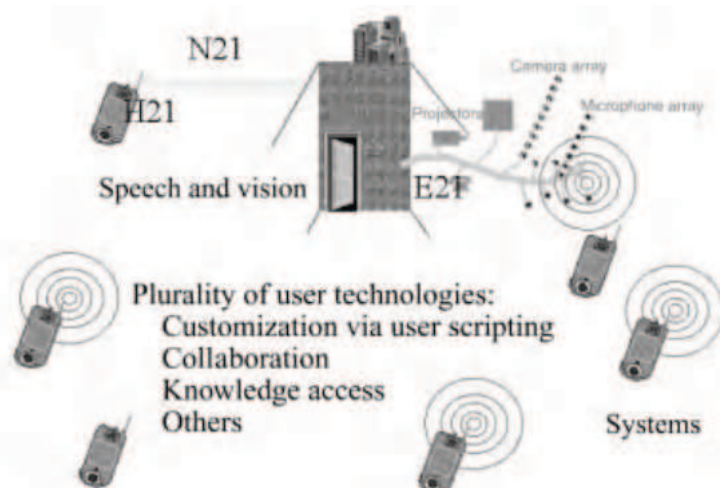 N21
Camera array
H21
Projectors
Microphone array
Speech and vision
E21
Plurality of user technologies:
Customization via user scripting
Collaboration
Knowledge access
Others
Systems